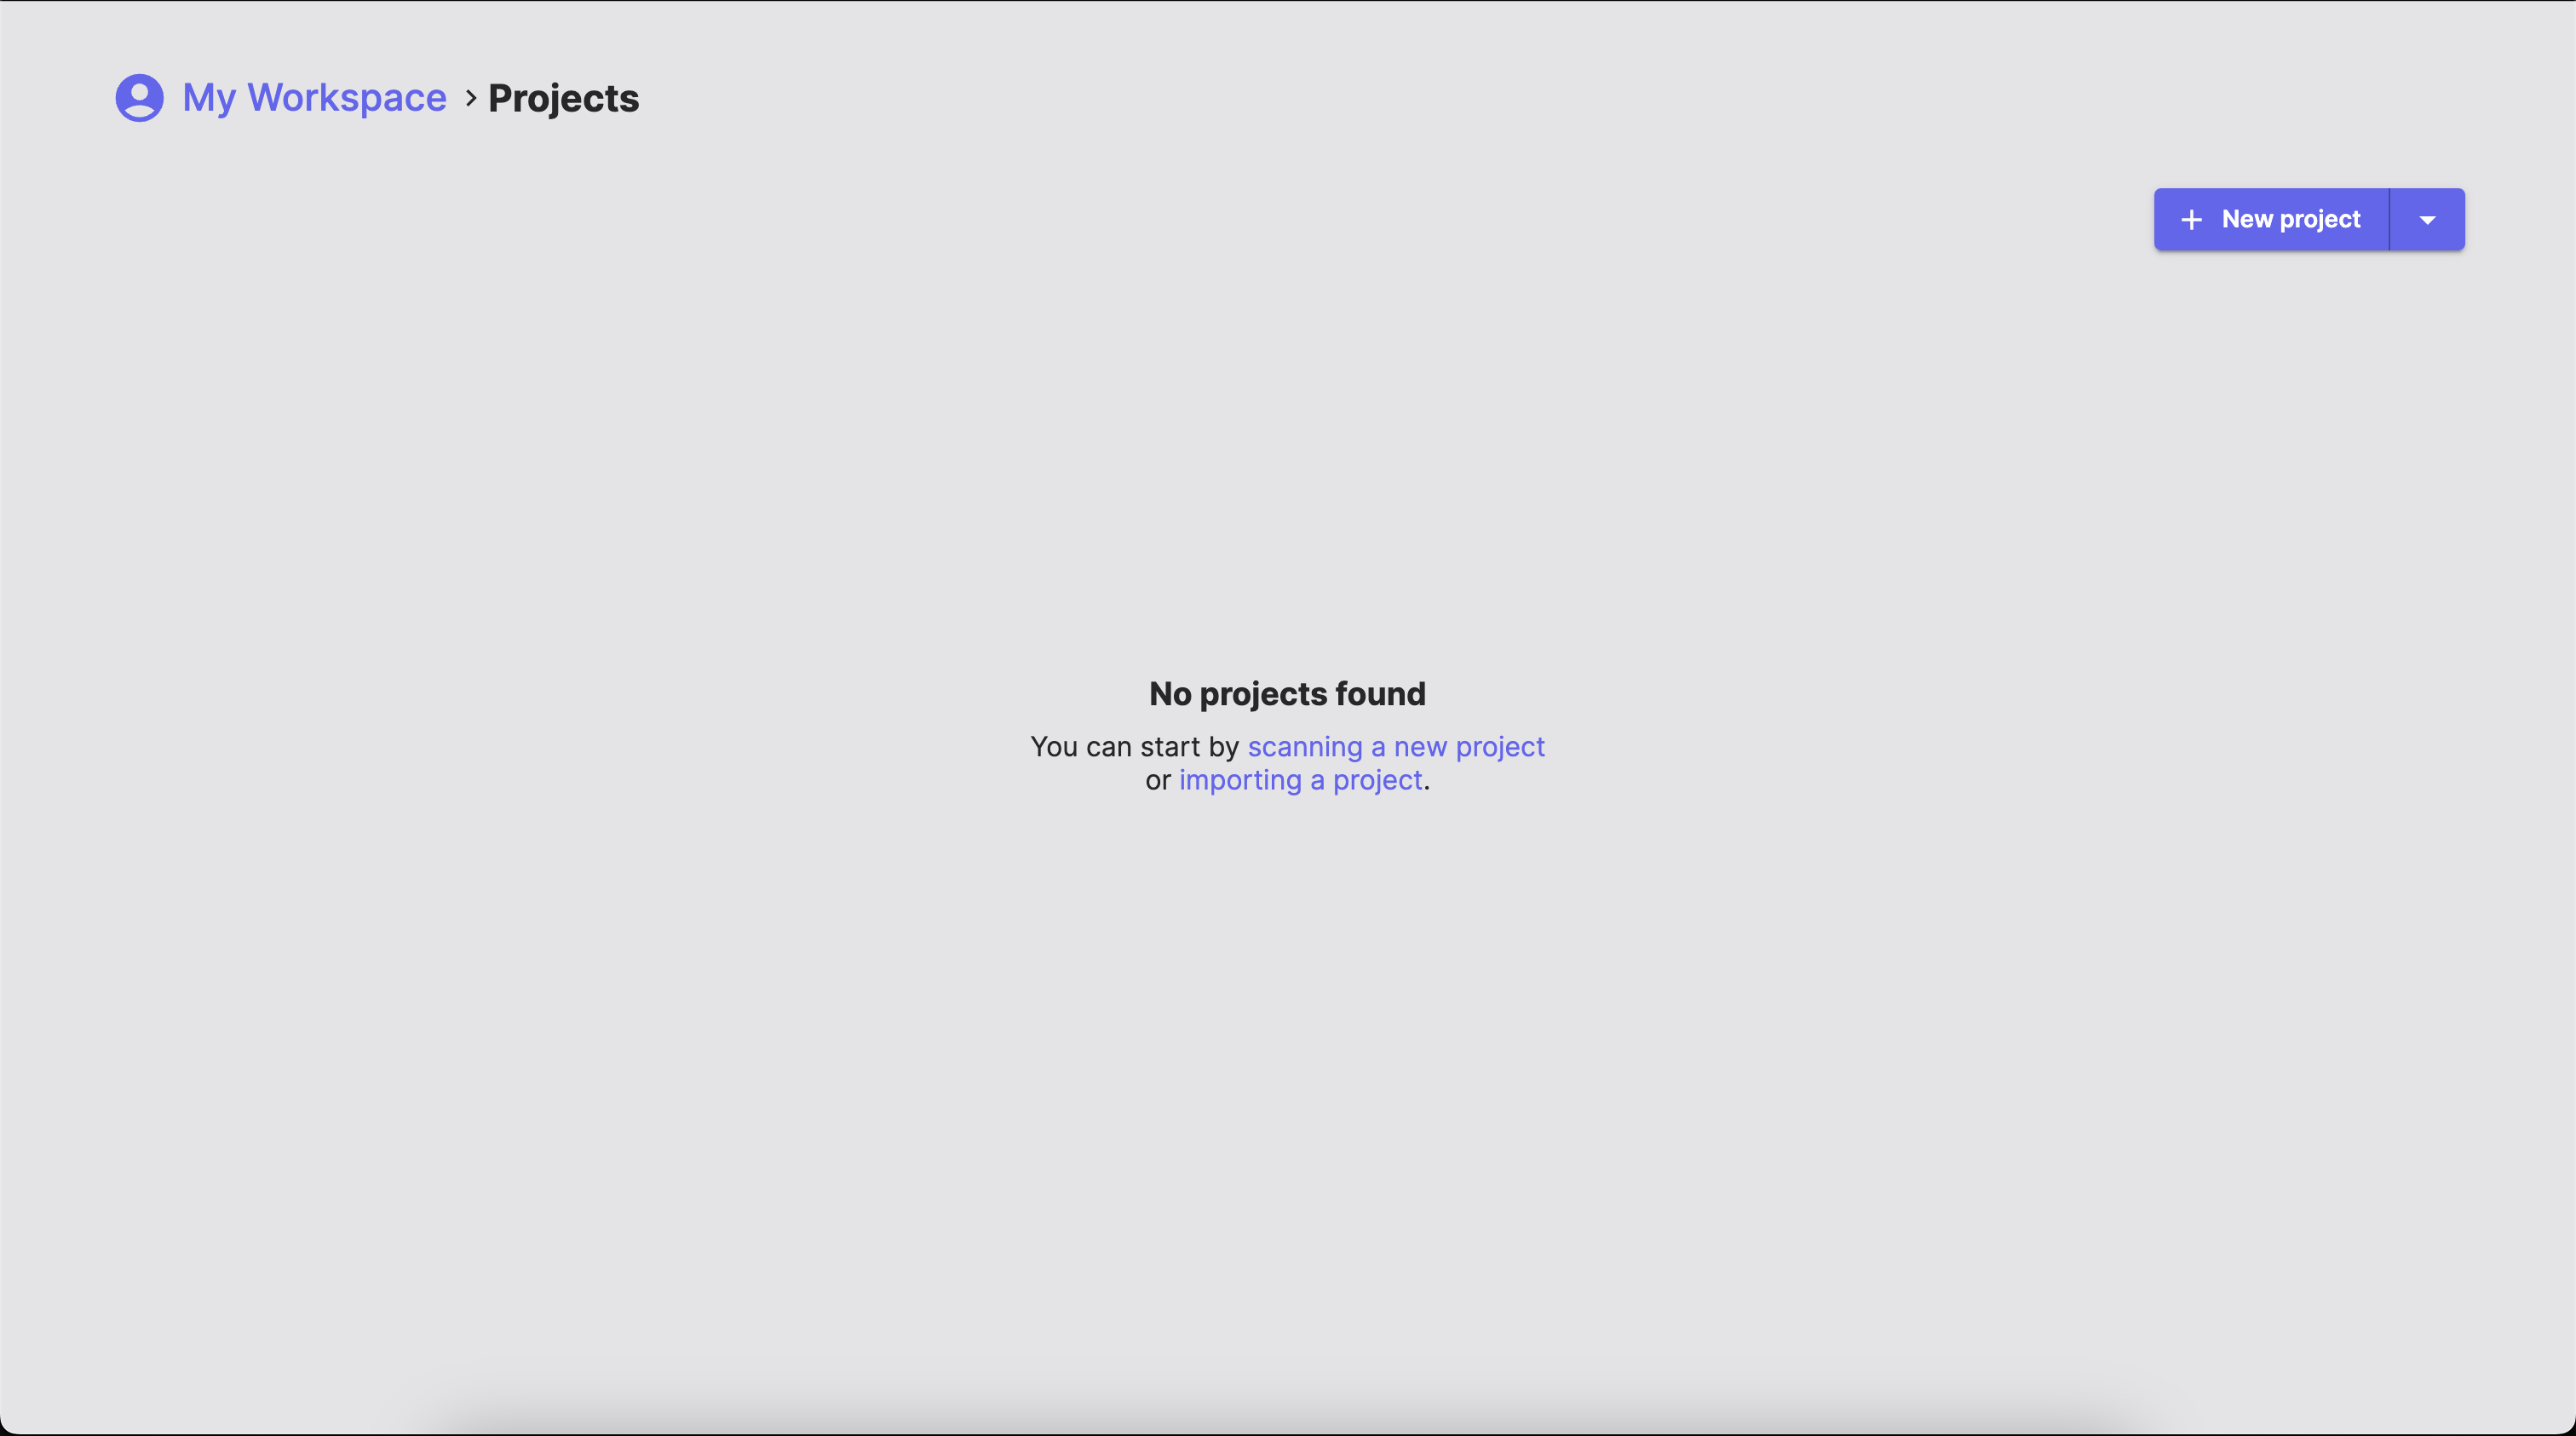 My Workspace > Projects
+ New project
No projects found
You can start by scanning a new project
or importing a project.